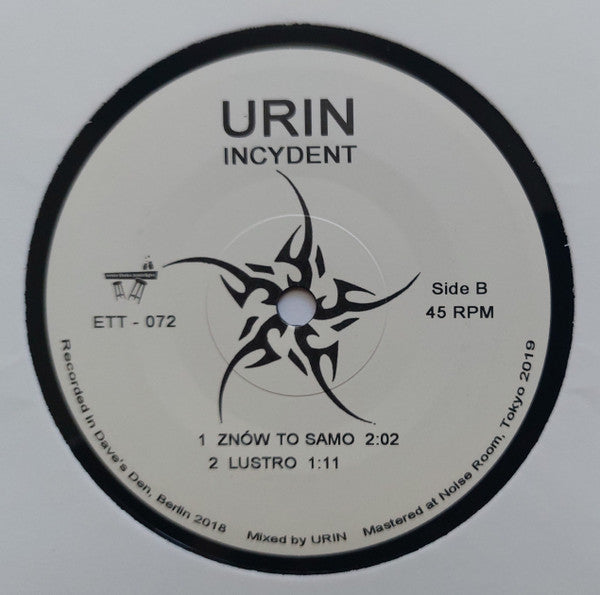 URIN
INCYDENT
ETT - 072
Side B
45 RPM
1 ZNÓW TO SAMO 2:02
2 LUSTRO 1:11
Recorded in Dave's Den, Berlin 2018
Mixed by URIN
Mastered at Noise Room, Tokyo 2019